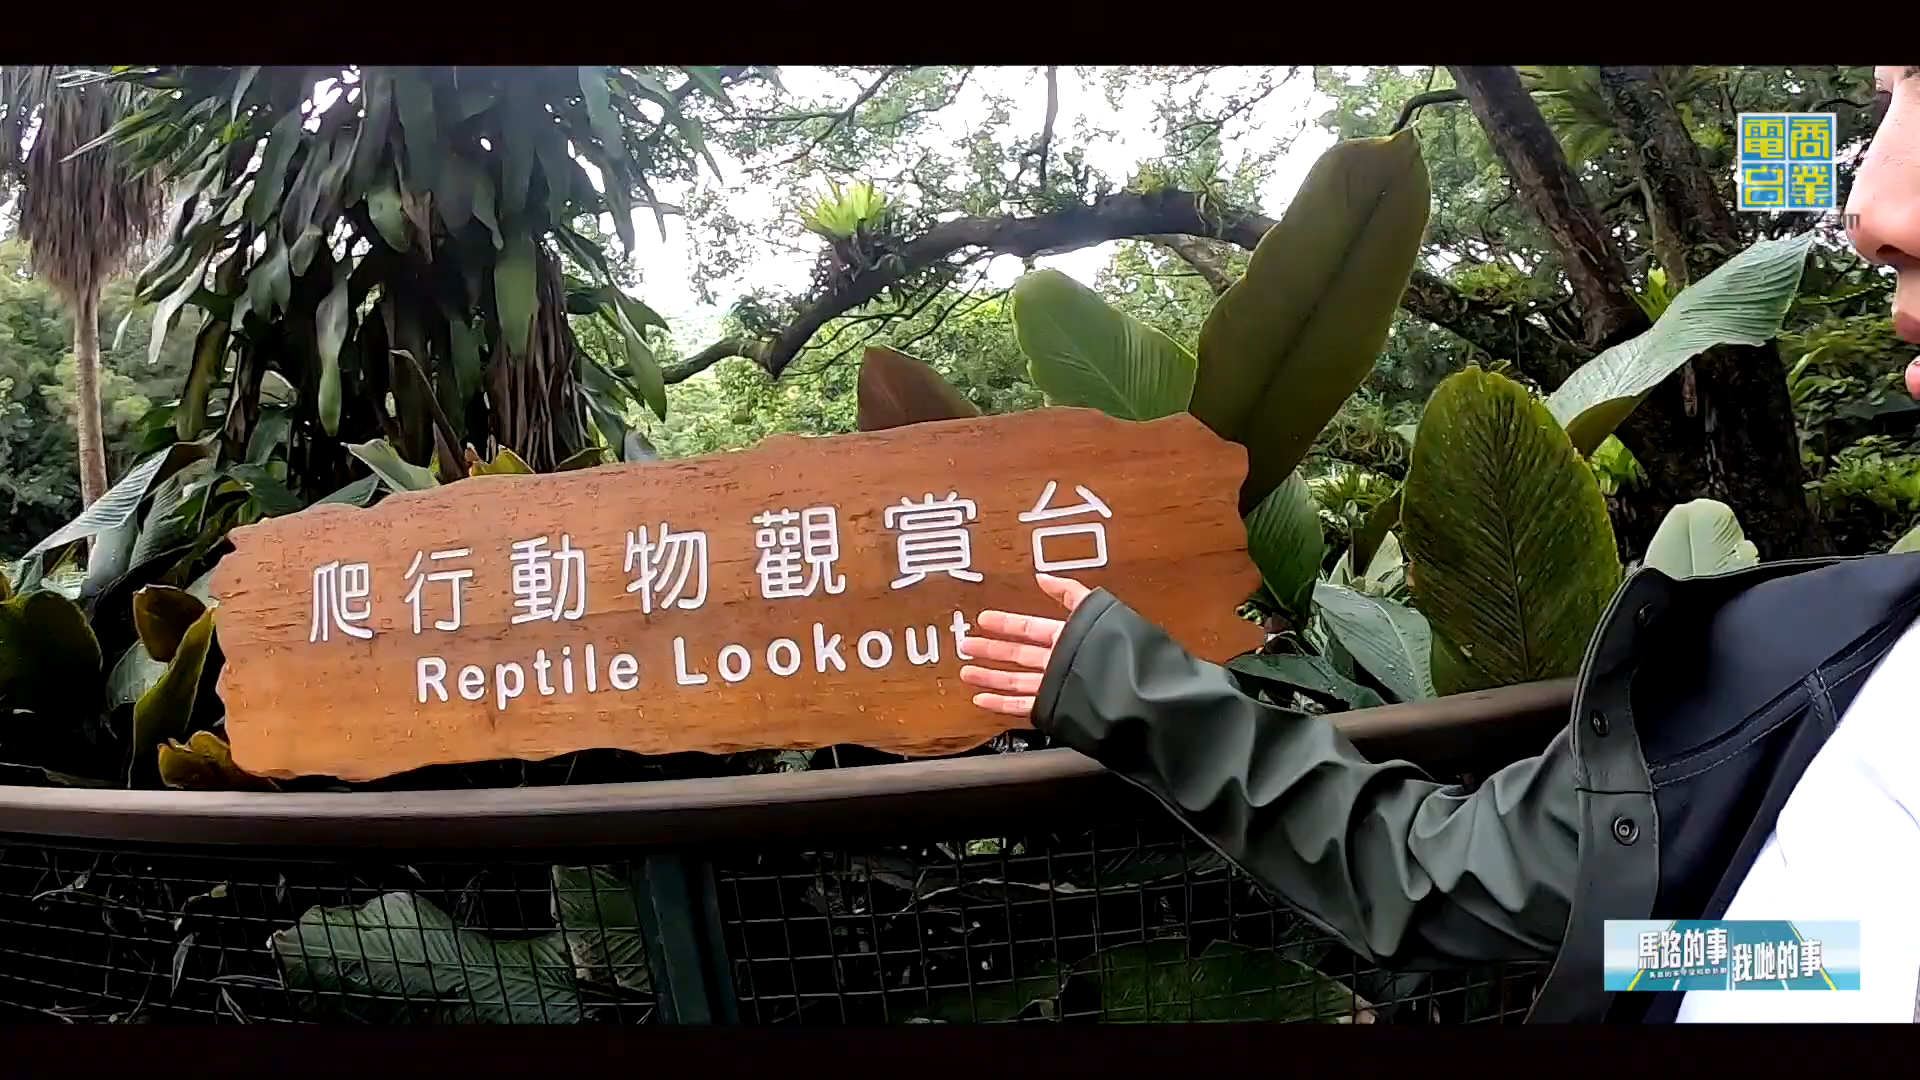 電商
台業
爬行動物觀賞台
Reptile Lookout
馬路的事
我哋的事